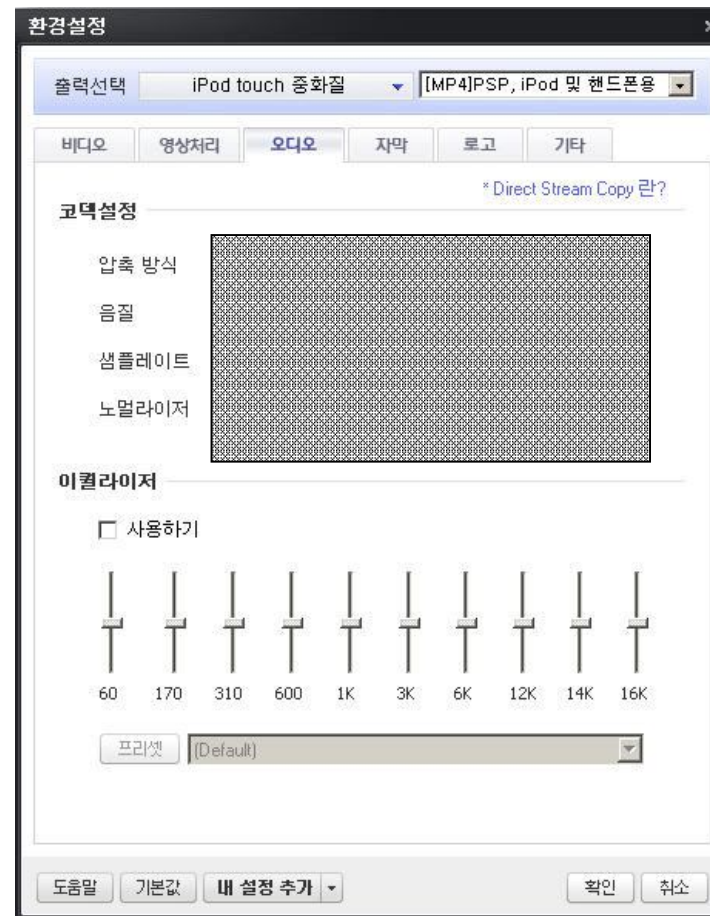 환경설정
출력선택 iPod touch 중화질 [MP4]PSP, iPod 및 핸드폰용
비디오 영상처리 오디오 자막 로고 기타
* Direct Stream Copy 란?
코덱설정
압축 방식
음질
샘플레이트
노멀라이저
이퀄라이저
사용하기
60 170 310 600 1K 3K 6K 12K 14K 16K
프리셋 (Default)
도움말 기본값 내 설정 추가 확인 취소